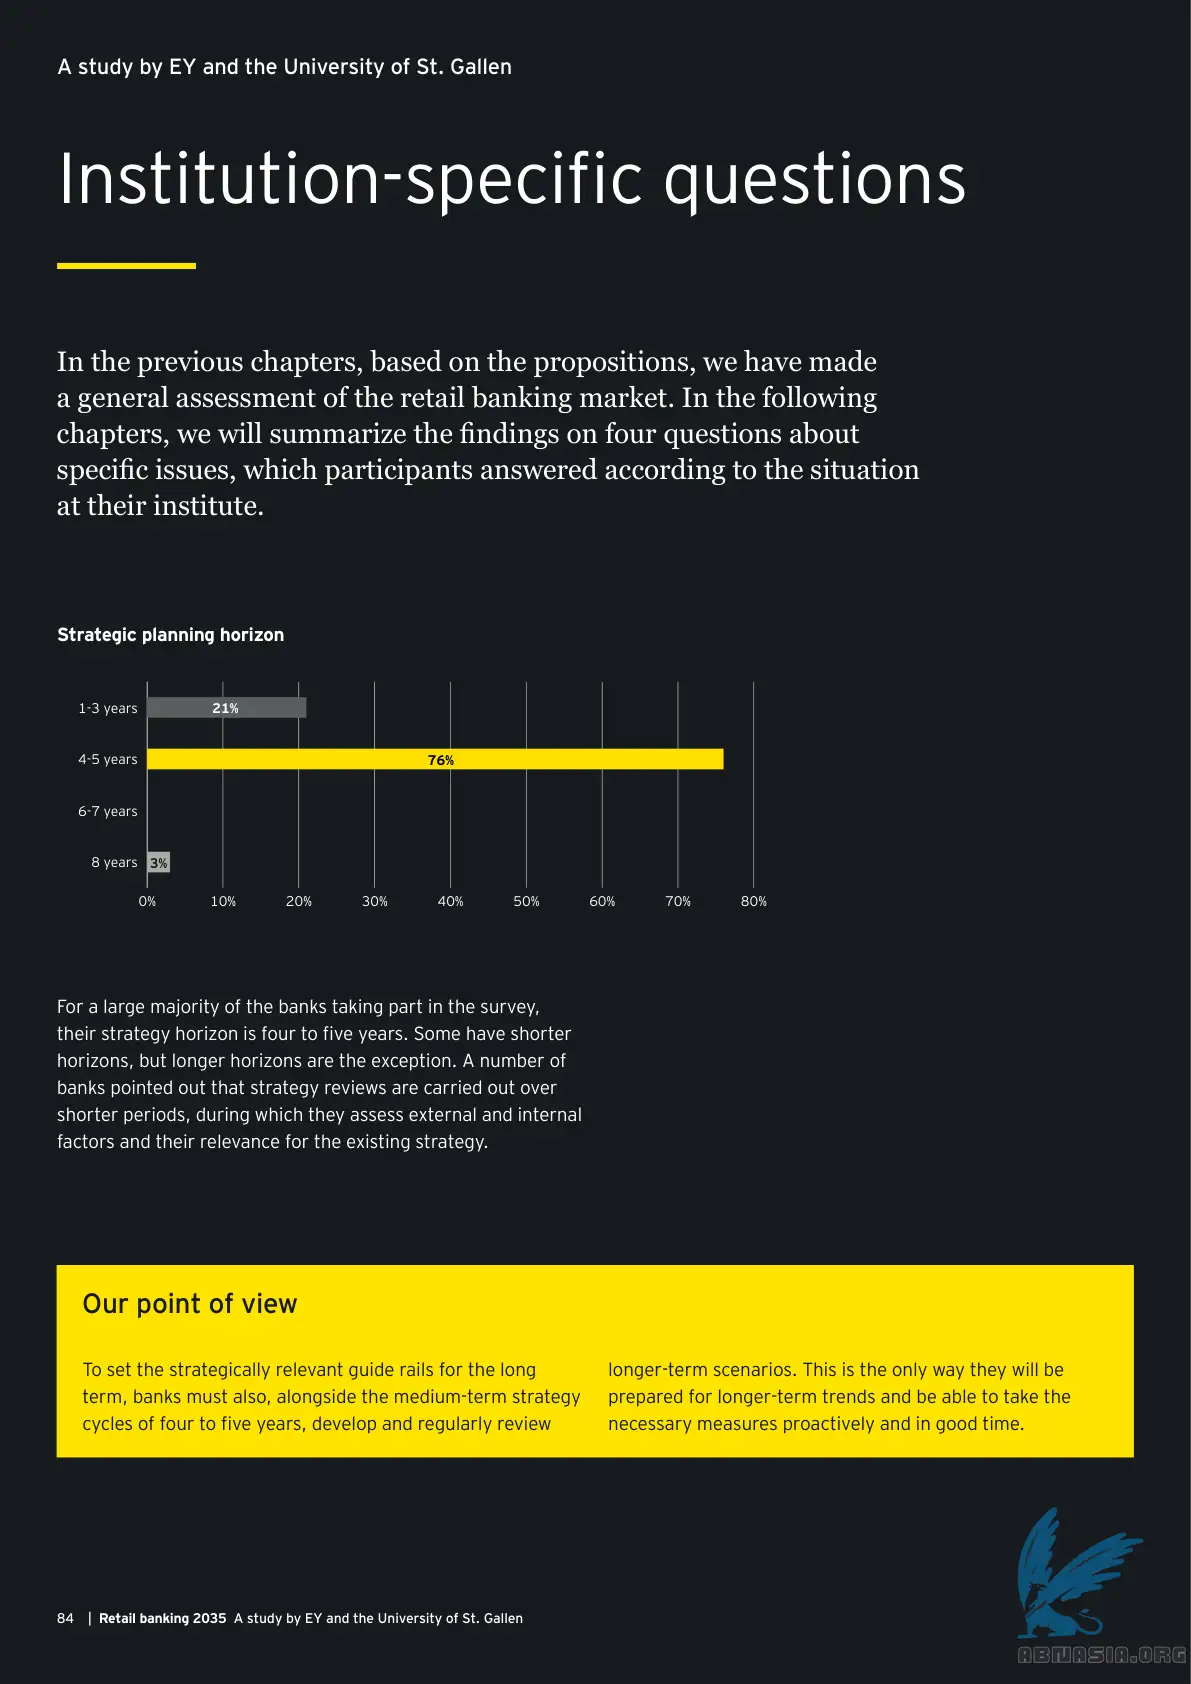 A study by EY and the University of St. Gallen
Institution-specific questions
In the previous chapters, based on the propositions, we have made
a general assessment of the retail banking market. In the following
chapters, we will summarize the findings on four questions about
specific issues, which participants answered according to the situation
at their institute.
Strategic planning horizon
1-3 years
21%
4-5 years
76%
6-7 years
8 years
3%
0% 10% 20% 30% 40% 50% 60% 70% 80%
For a large majority of the banks taking part in the survey,
their strategy horizon is four to five years. Some have shorter
horizons, but longer horizons are the exception. A number of
banks pointed out that strategy reviews are carried out over
shorter periods, during which they assess external and internal
factors and their relevance for the existing strategy.
Our point of view
To set the strategically relevant guide rails for the long
term, banks must also, alongside the medium-term strategy
cycles of four to five years, develop and regularly review
longer-term scenarios. This is the only way they will be
prepared for longer-term trends and be able to take the
necessary measures proactively and in good time.
84 | Retail banking 2035 A study by EY and the University of St. Gallen
ABNASIA.ORG